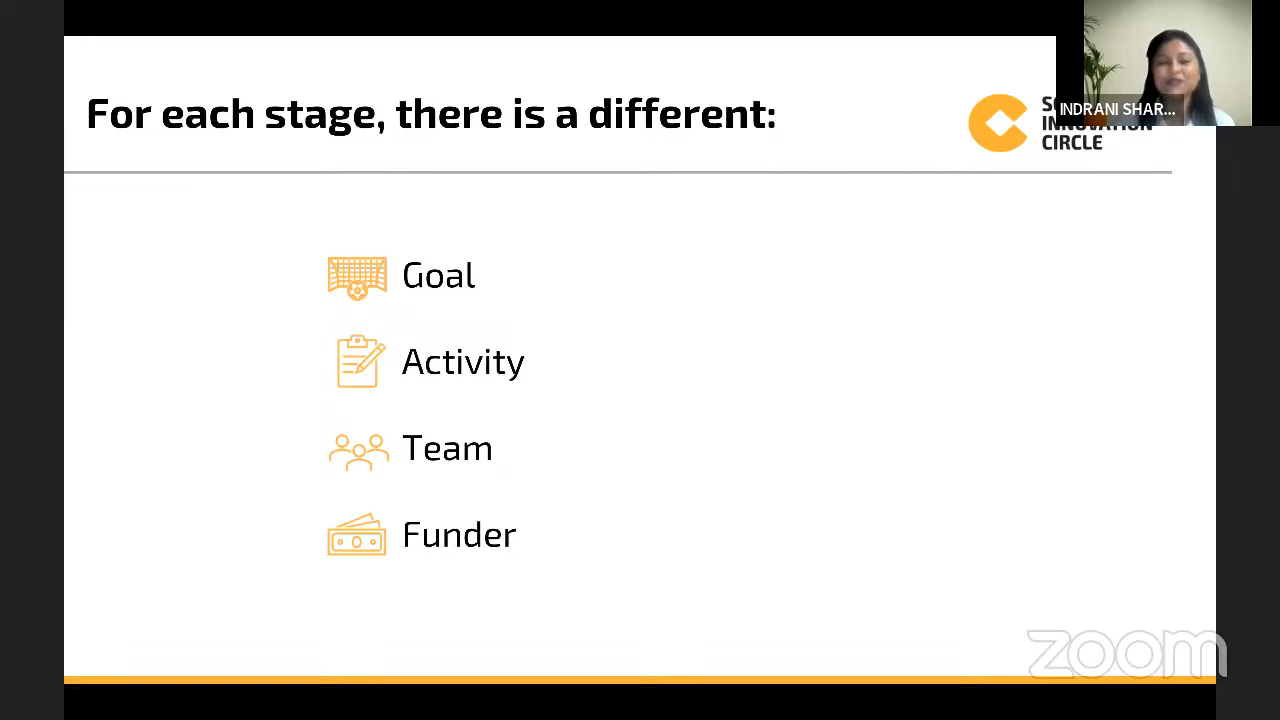 For each stage, there is a different:
INDRANI SHAR...
CIRCLE
Goal
Activity
Team
Funder
zoom